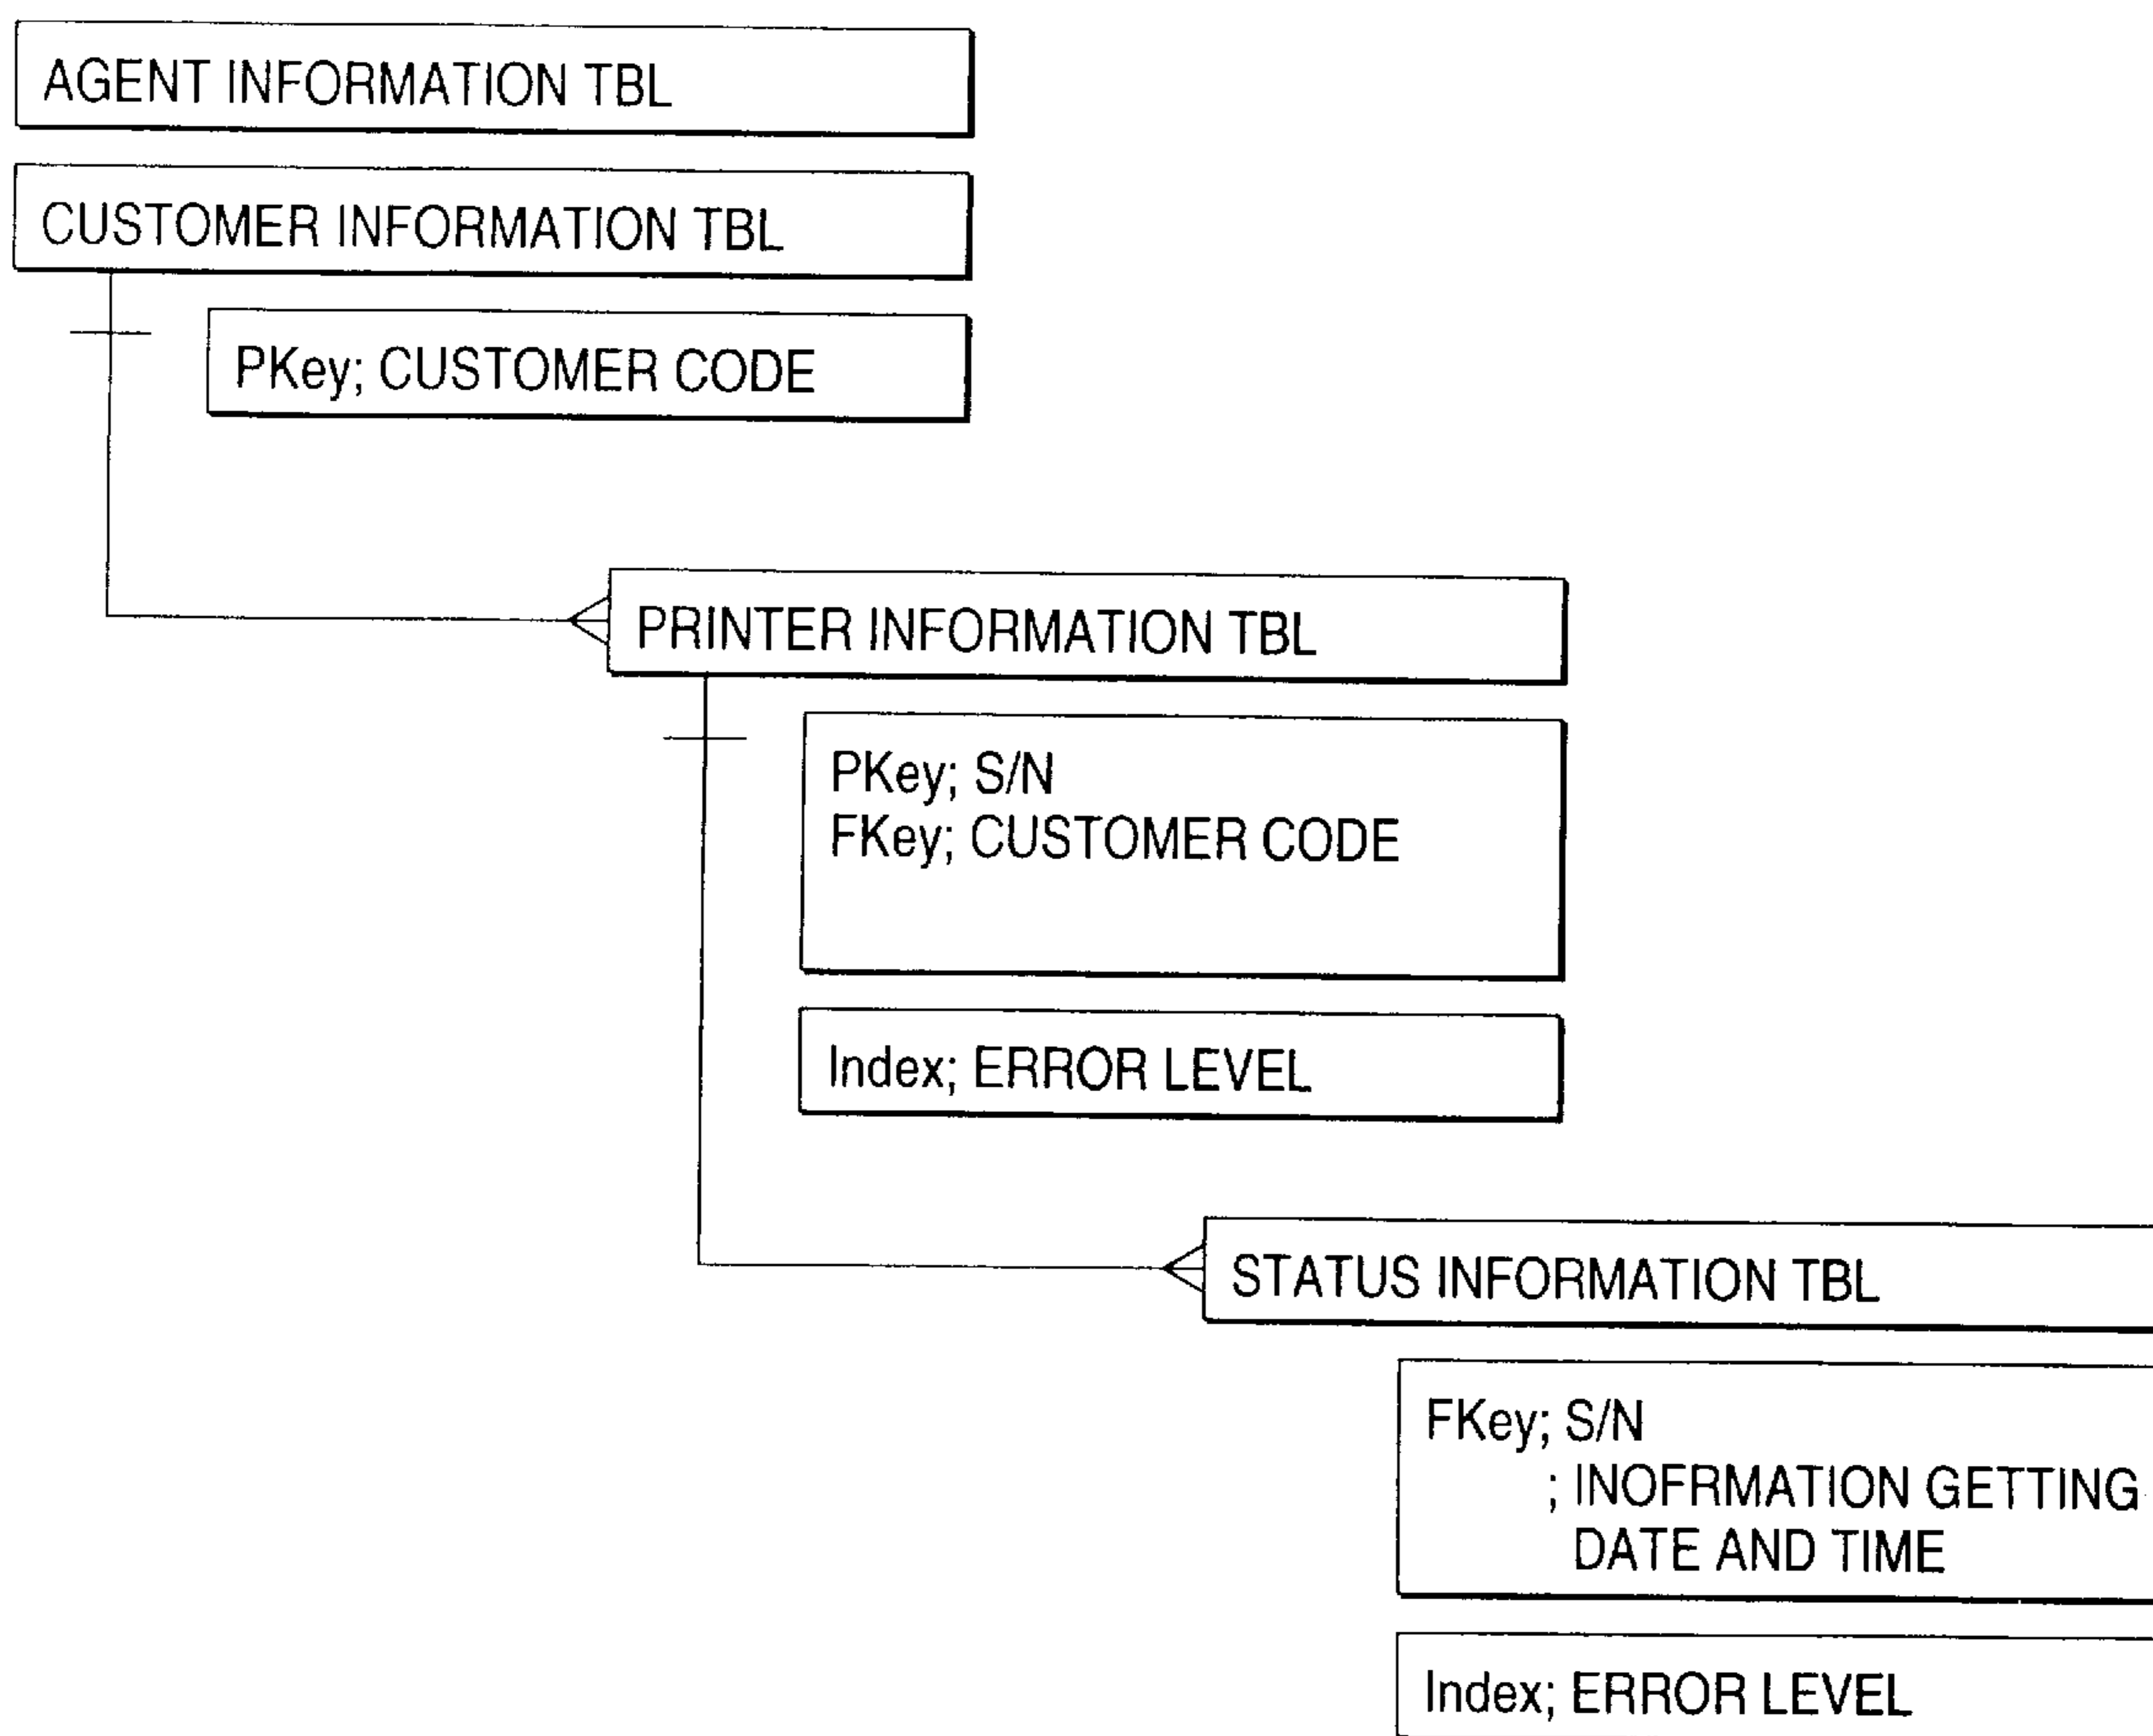 AGENT INFORMATION TBL
CUSTOMER INFORMATION TBL
PKey; CUSTOMER CODE
PRINTER INFORMATION TBL
PKey; S/N
FKey; CUSTOMER CODE
Index; ERROR LEVEL
STATUS INFORMATION TBL
FKey; S/N
; INOFRMATION GETTING
DATE AND TIME
Index; ERROR LEVEL